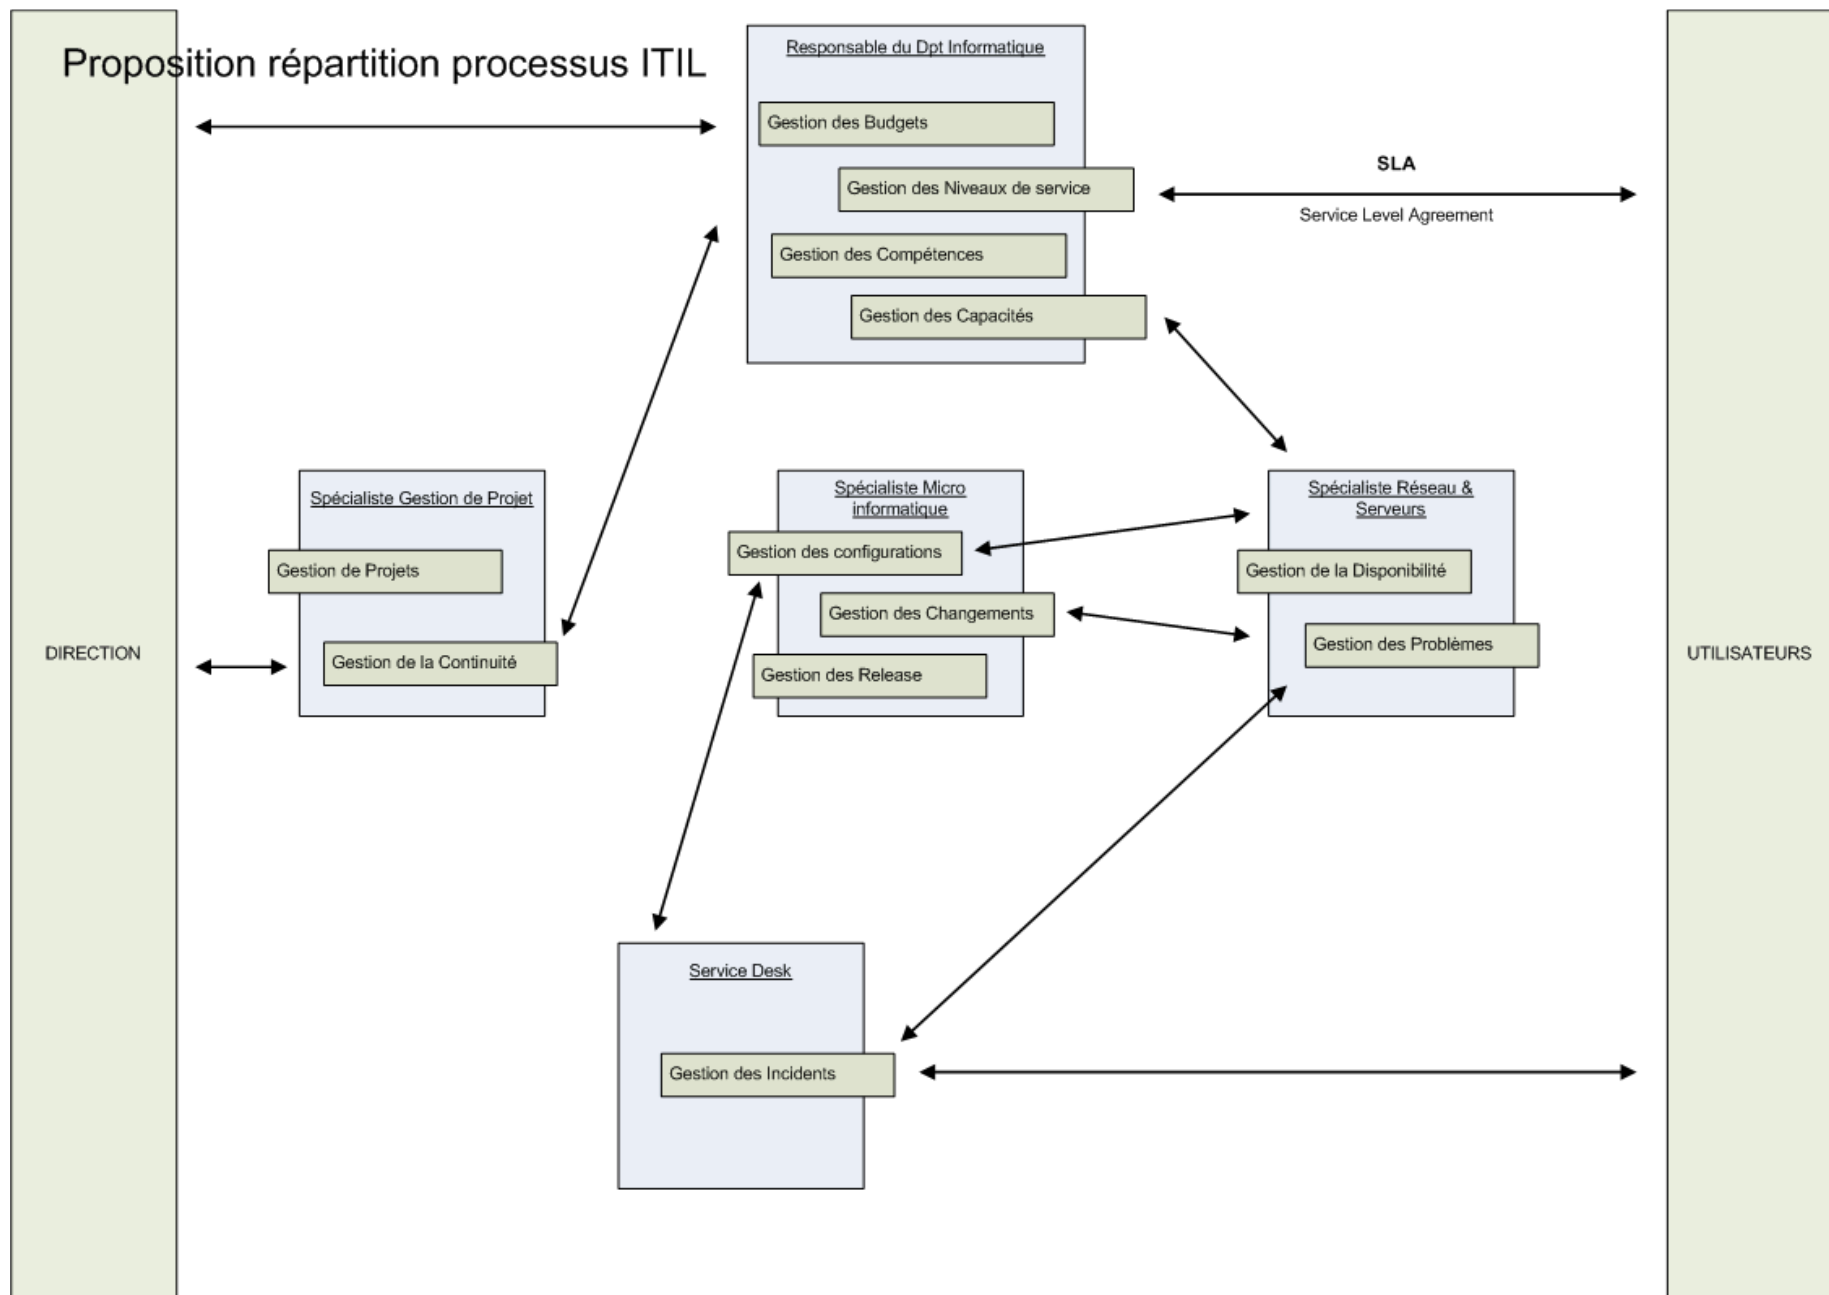 Proposition répartition processus ITIL
Responsable du Dpt Informatique
Gestion des Budgets
Gestion des Niveaux de service
Gestion des Compétences
Gestion des Capacités
SLA
Service Level Agreement
DIRECTION
Spécialiste Gestion de Projet
Gestion de Projets
Gestion de la Continuité
Spécialiste Micro
informatique
Gestion des configurations
Gestion des Changements
Gestion des Release
Spécialiste Réseau &
Serveurs
Gestion de la Disponibilité
Gestion des Problèmes
UTILISATEURS
Service Desk
Gestion des Incidents